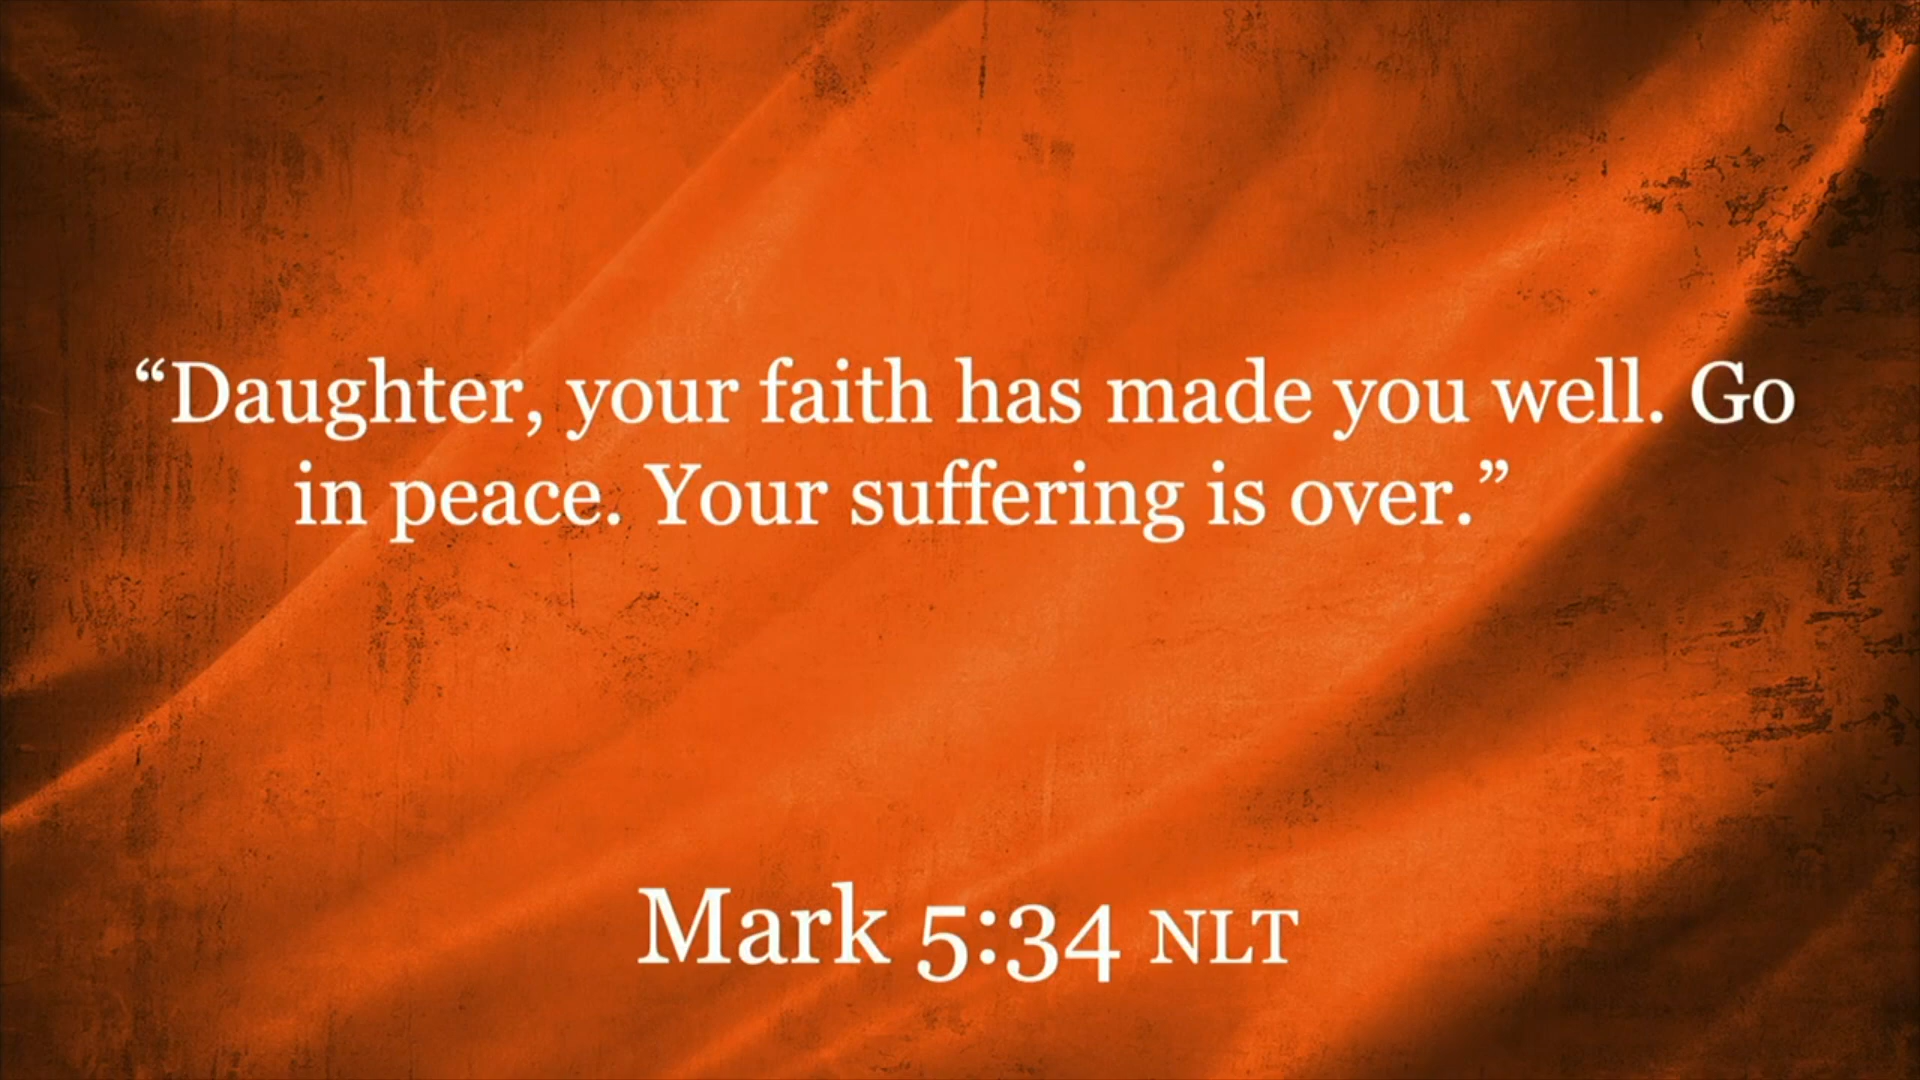 “Daughter, your faith has made you well. Go
in peace. Your suffering is over.”
Mark 5:34 NLT